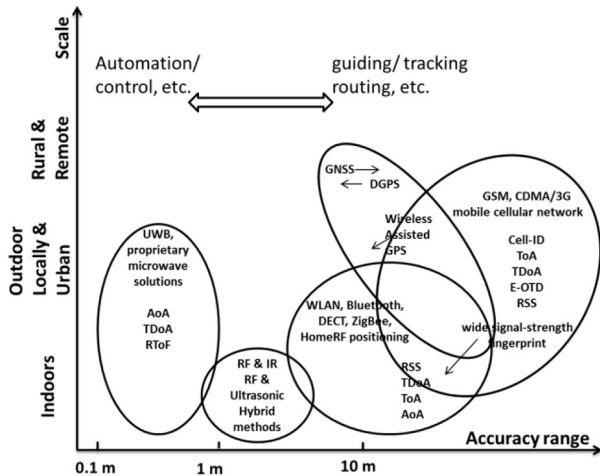 Scale
Rural &
Remote
Outdoor
Locally &
Urban
Indoors
Automation/
control, etc.
guiding/ tracking
routing, etc.
GNSS
DGPS
Wireless
Assisted
GPS
GSM, CDMA/3G
mobile cellular network
Cell-ID
ToA
TDoA
E-OTD
RSS
wide signal-strength
fingerprint
UWB,
proprietary
microwave
solutions
AoA
TDoA
RToF
RF & IR
RF &
Ultrasonic
Hybrid
methods
WLAN, Bluetooth,
DECT, ZigBee,
HomeRF positioning
RSS
TDoA
ToA
AoA
Accuracy range
0.1 m
1 m
10 m